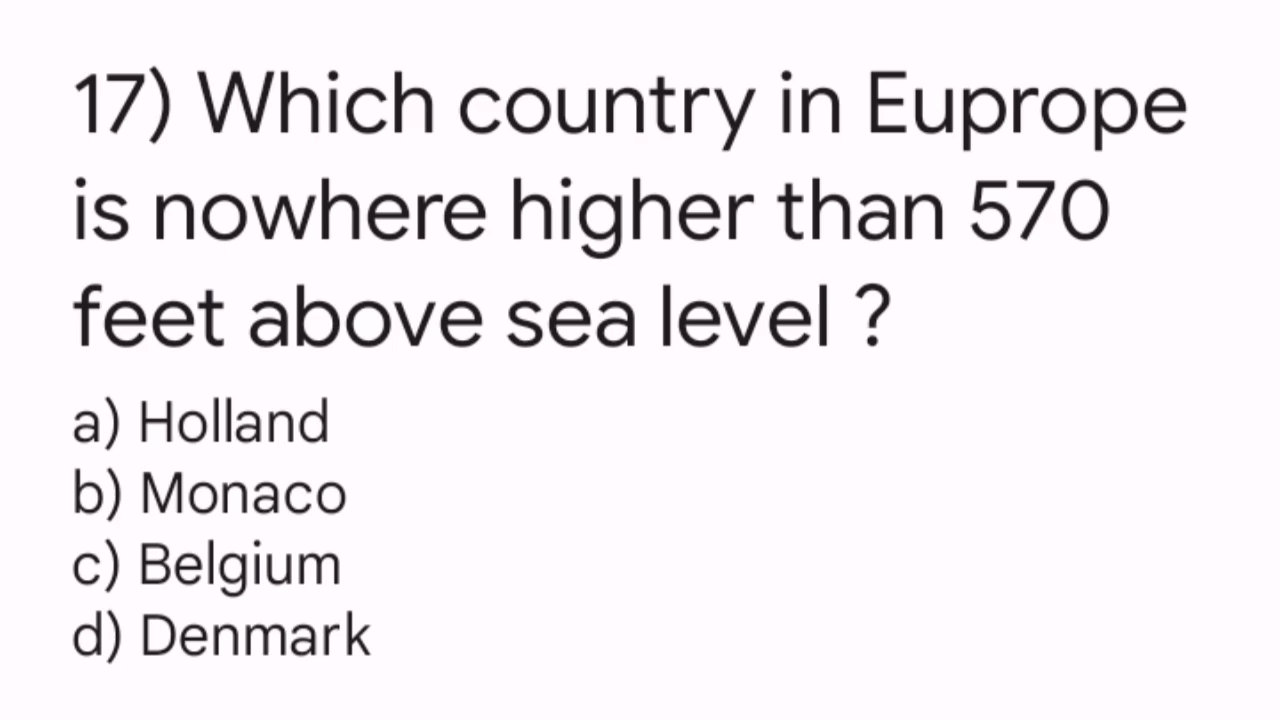 17) Which country in Euprope
is nowhere higher than 570
feet above sea level ?
a) Holland
b) Monaco
c) Belgium
d) Denmark